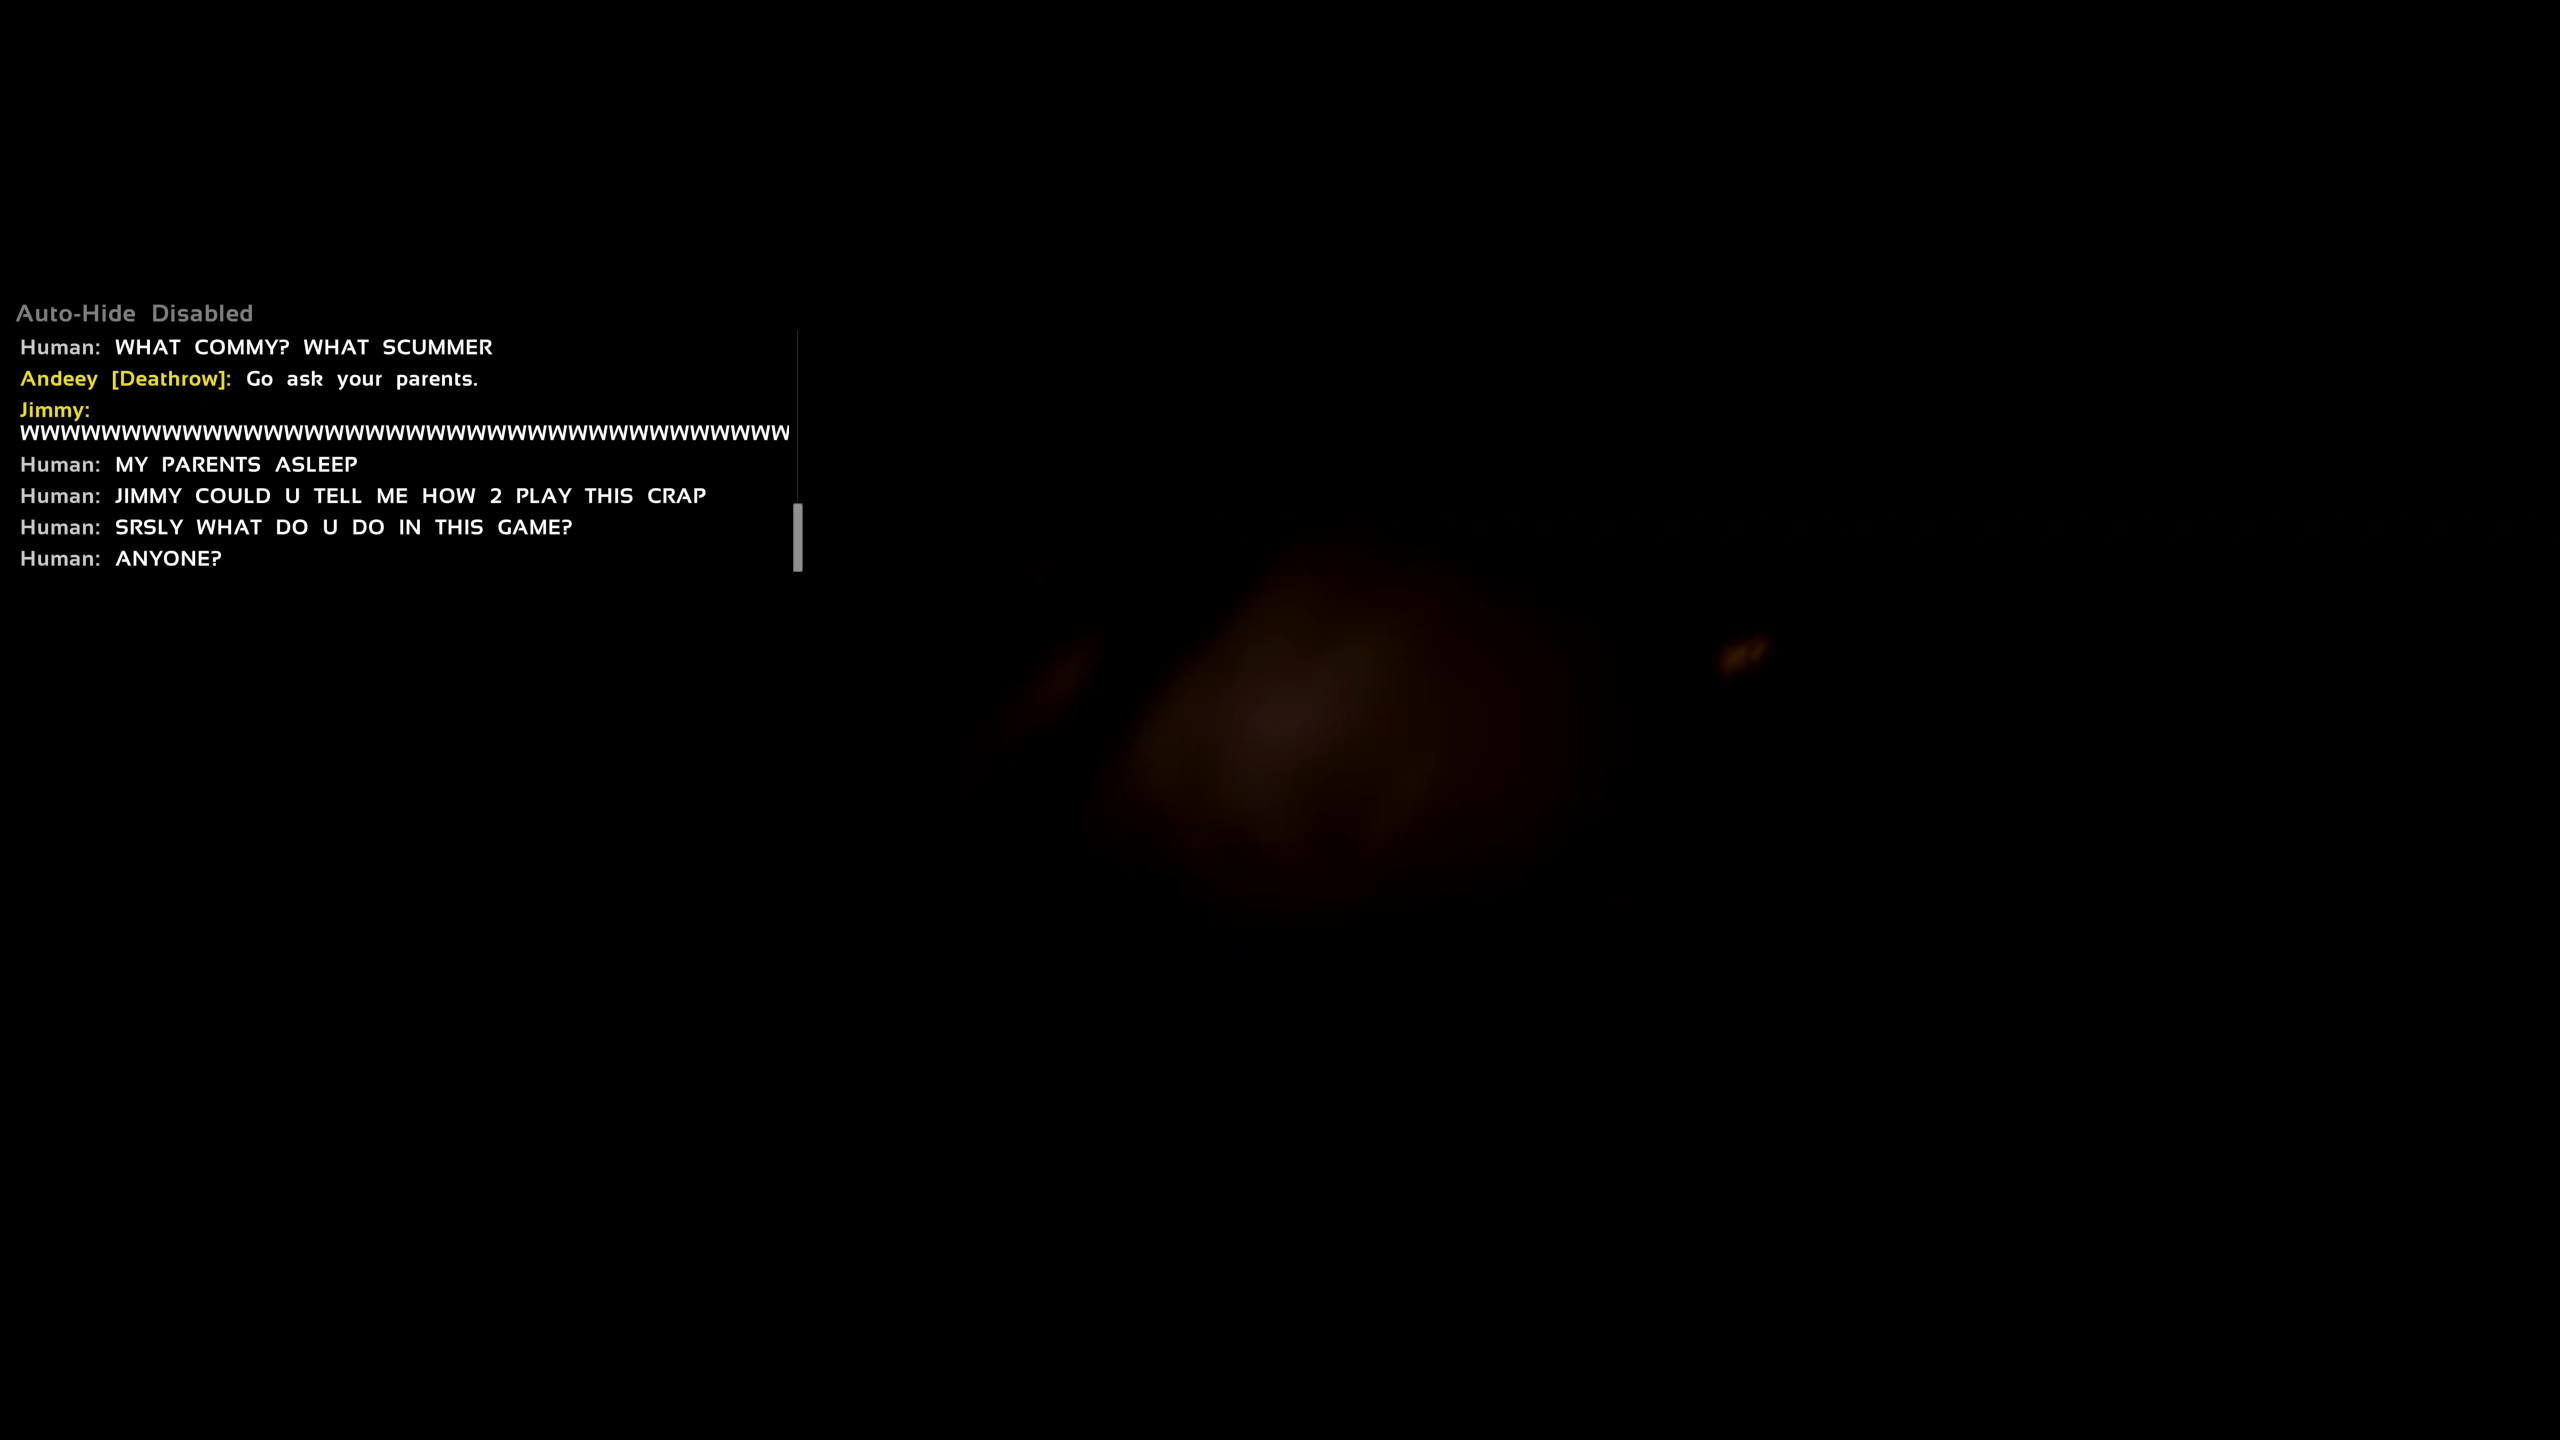 Auto-Hide Disabled
Human: WHAT COMMY? WHAT SCUMMER
Andeey [Deathrow]: Go ask your parents.
Jimmy:
WWWWWWWWWWWWWWWWWWWWWWWWWWWWWWWWWWWWWW
Human: MY PARENTS ASLEEP
Human: JIMMY COULD U TELL ME HOW 2 PLAY THIS CRAP
Human: SRSLY WHAT DO U DO IN THIS GAME?
Human: ANYONE?